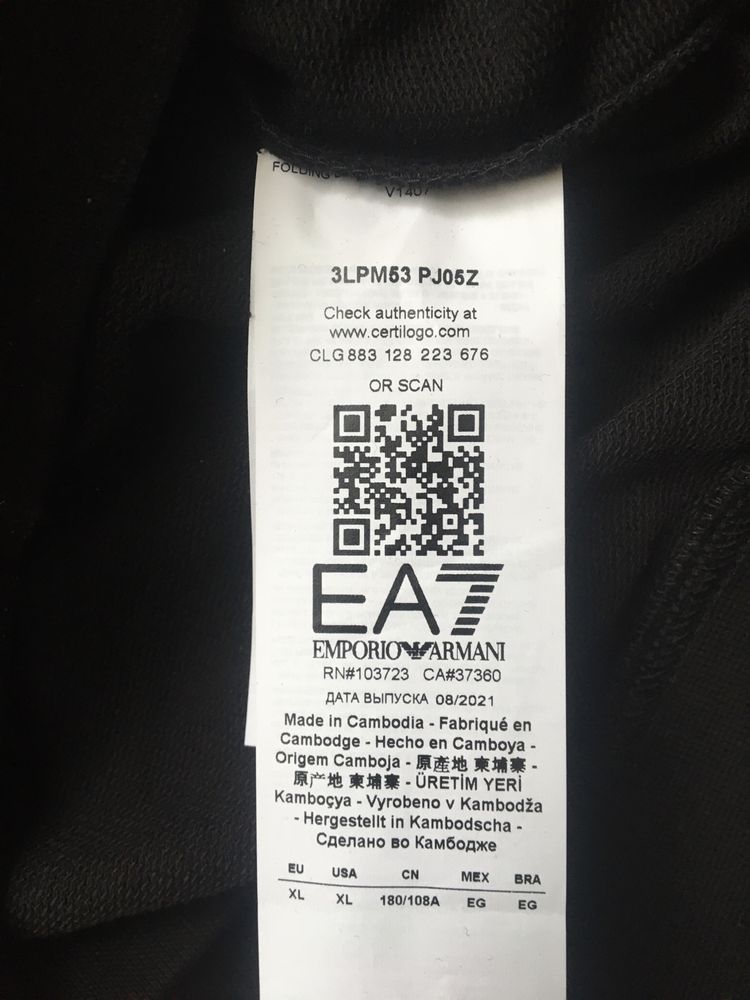 FOLDING
V1407
3LPM53 PJ05Z
Check authenticity at
www.certilogo.com
CLG 883 128 223 676
OR SCAN
EA7
EMPORIO ARMANI
RN#103723 CA#37360
ДАТА ВЫПУСКА 08/2021
Made in Cambodia - Fabriqué en
Cambodge - Hecho en Camboya -
Origem Camboja - 原產地 柬埔寨 -
原产地 柬埔寨 - ÜRETİM YERİ
Kamboçya - Vyrobeno v Kambodža
- Hergestellt in Kambodscha -
Сделано во Камбодже
EU USA CN MEX BRA
XL XL 180/108A EG EG